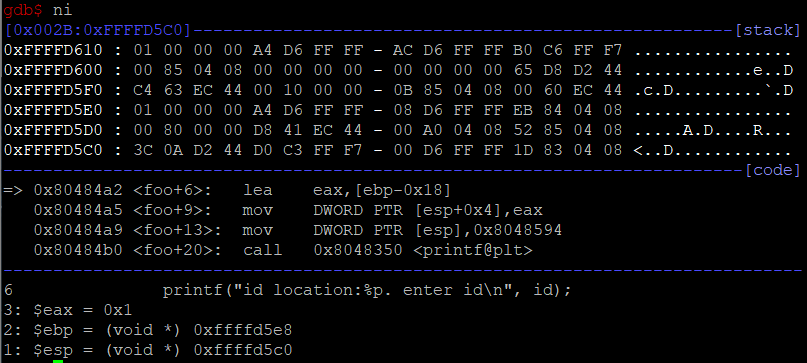 gdb$ ni
[0x002B:0xFFFFD5C0]------------------------------------------------------[stack]
0xFFFFD610 : 01 00 00 00 A4 D6 FF FF - AC D6 FF FF B0 C6 FF F7 ................
0xFFFFD600 : 00 85 04 08 00 00 00 00 - 00 00 00 00 65 D8 D2 44 ............e..D
0xFFFFD5F0 : C4 63 EC 44 00 10 00 00 - 0B 85 04 08 00 60 EC 44 .c.D.........`.D
0xFFFFD5E0 : 01 00 00 00 A4 D6 FF FF - 08 D6 FF FF EB 84 04 08 ................
0xFFFFD5D0 : 00 80 00 00 D8 41 EC 44 - 00 A0 04 08 52 85 04 08 .....A.D....R...
0xFFFFD5C0 : 3C 0A D2 44 D0 C3 FF F7 - 00 D6 FF FF 1D 83 04 08 <..D............
--------------------------------------------------------------------------[code]
=> 0x80484a2 <foo+6>: lea eax,[ebp-0x18]
0x80484a5 <foo+9>: mov DWORD PTR [esp+0x4],eax
0x80484a9 <foo+13>: mov DWORD PTR [esp],0x8048594
0x80484b0 <foo+20>: call 0x8048350 <printf@plt>
--------------------------------------------------------------------------------
6 printf("id location:%p. enter id\n", id);
3: $eax = 0x1
2: $ebp = (void *) 0xffffd5e8
1: $esp = (void *) 0xffffd5c0